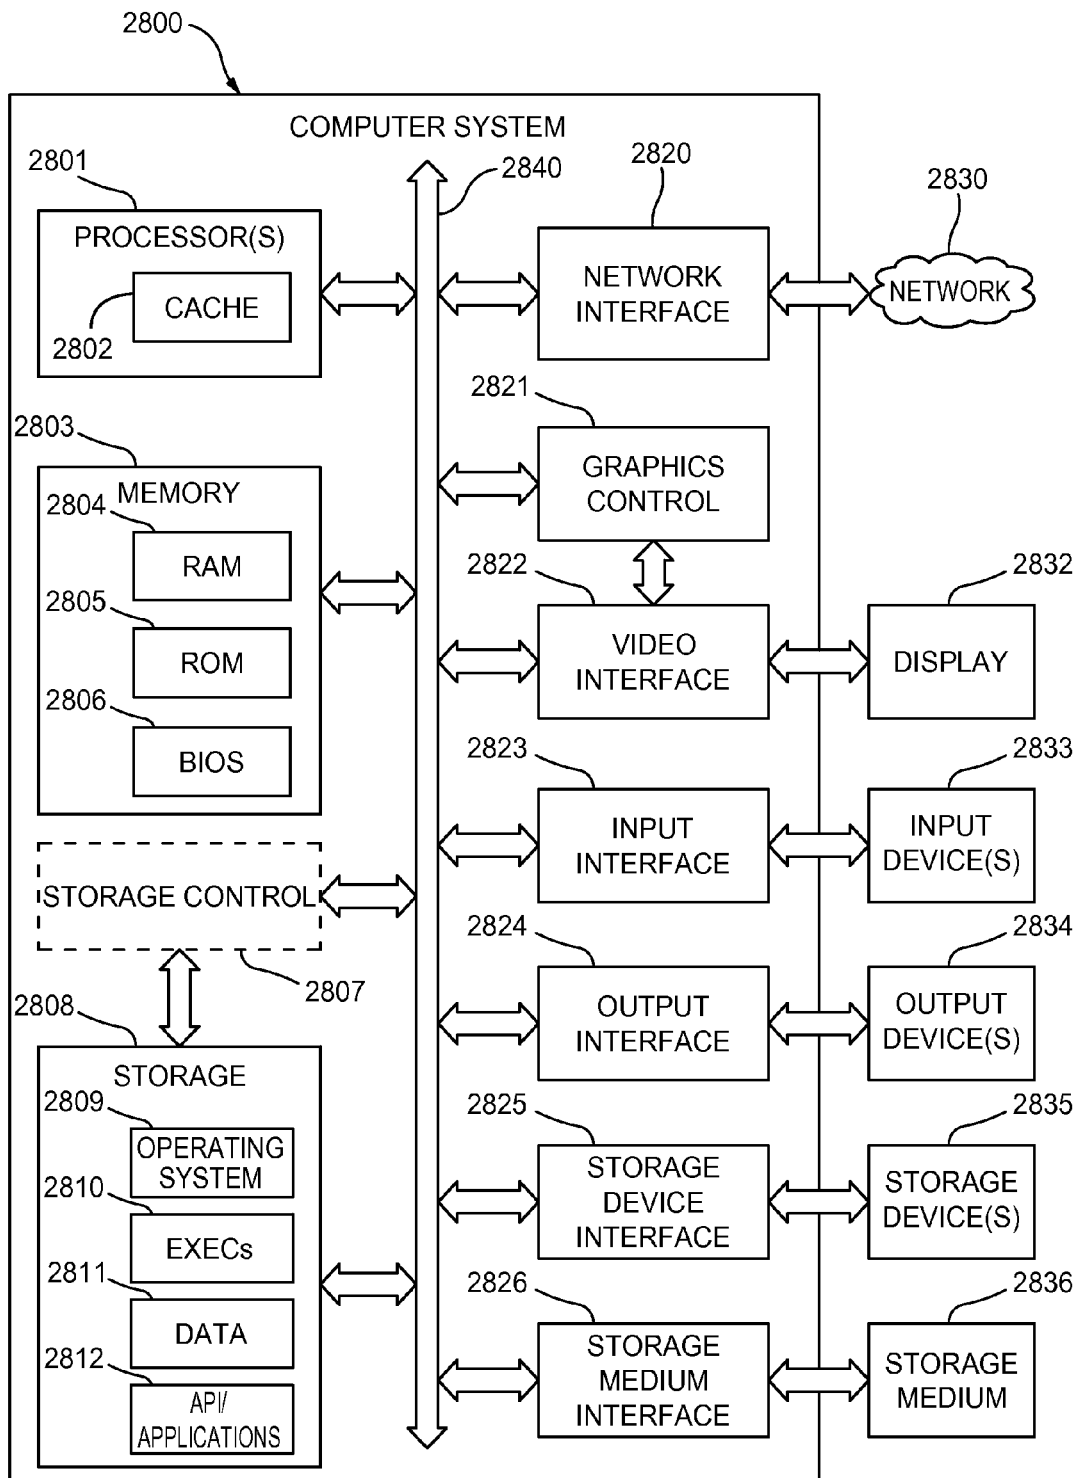 2800
COMPUTER SYSTEM
2801
PROCESSOR(S)
CACHE
2802
2840
2820
NETWORK
INTERFACE
2830
NETWORK
2803
MEMORY
2804
RAM
2805
ROM
2806
BIOS
2821
GRAPHICS
CONTROL
2822
VIDEO
INTERFACE
2832
DISPLAY
2823
INPUT
INTERFACE
2833
INPUT
DEVICE(S)
STORAGE CONTROL
2807
2824
OUTPUT
INTERFACE
2834
OUTPUT
DEVICE(S)
2808
STORAGE
2809
OPERATING
SYSTEM
2810
EXECs
2811
DATA
2812
API/
APPLICATIONS
2825
STORAGE
DEVICE
INTERFACE
2835
STORAGE
DEVICE(S)
2826
STORAGE
MEDIUM
INTERFACE
2836
STORAGE
MEDIUM